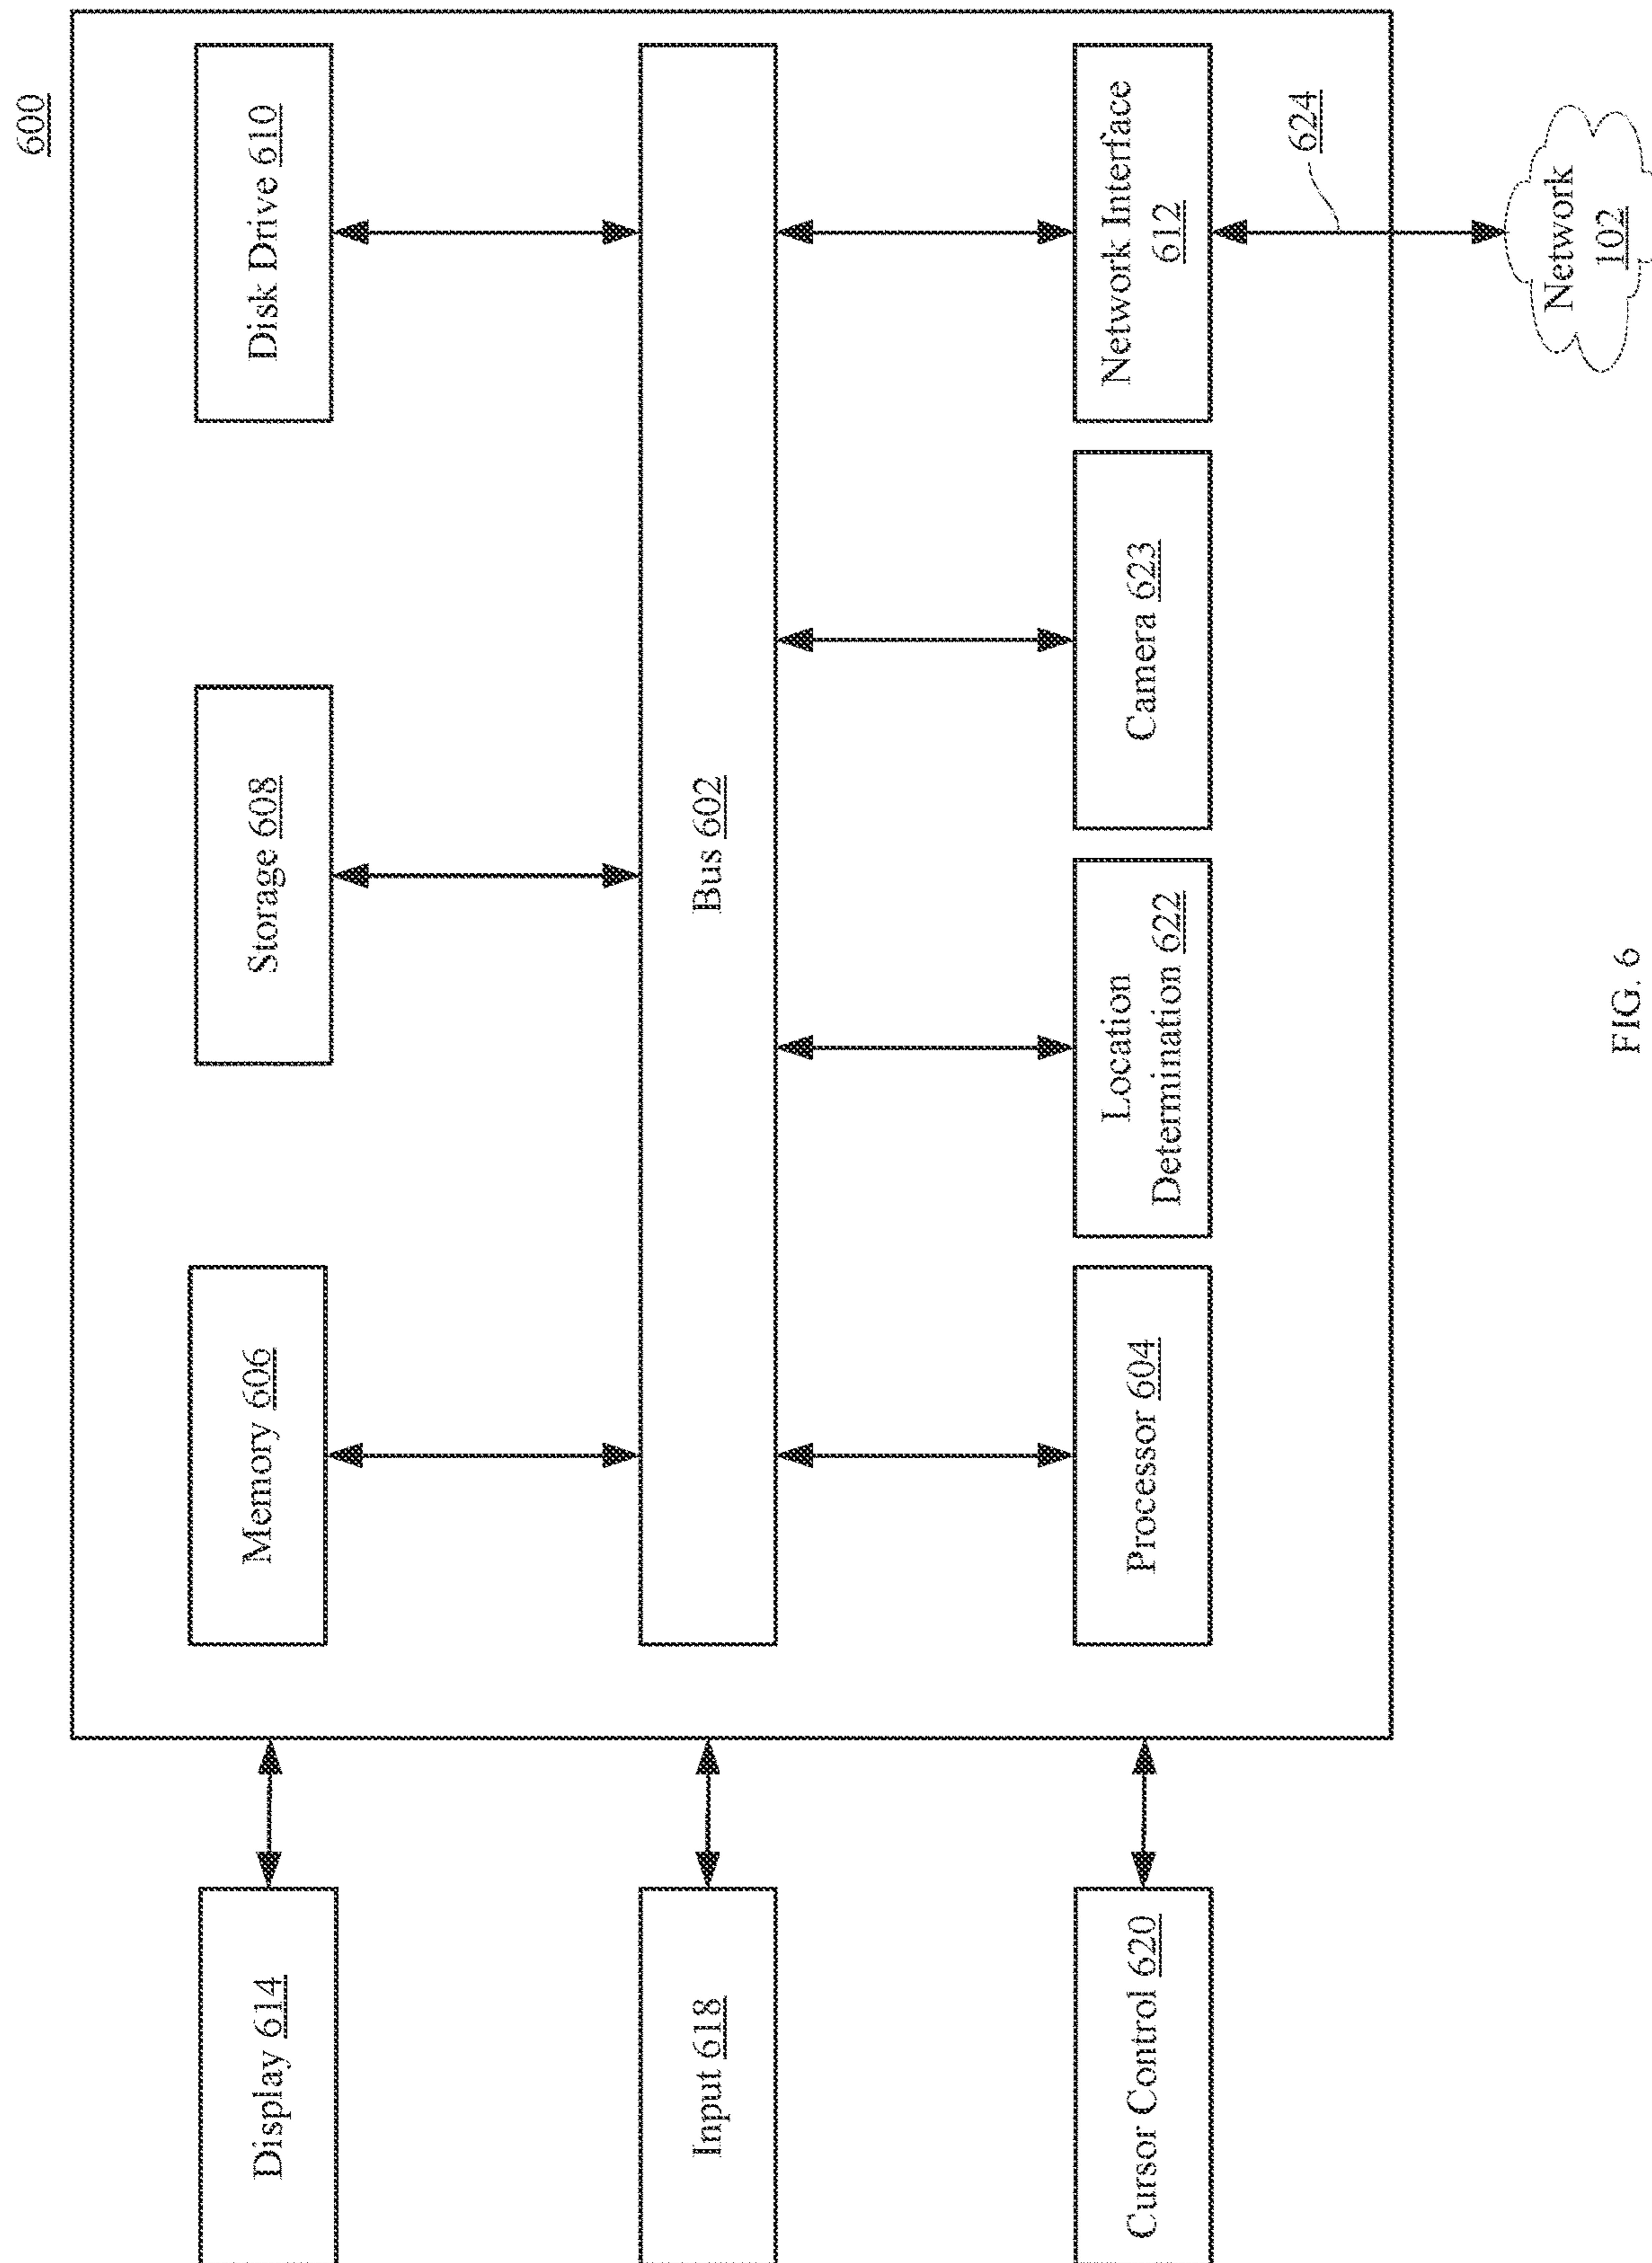 600
Display 614
Memory 606
Storage 608
Disk Drive 610
Input 618
Bus 602
Cursor Control 620
Processor 604
Location
Determination 622
Camera 623
Network Interface
612
624
Network
102
FIG. 6